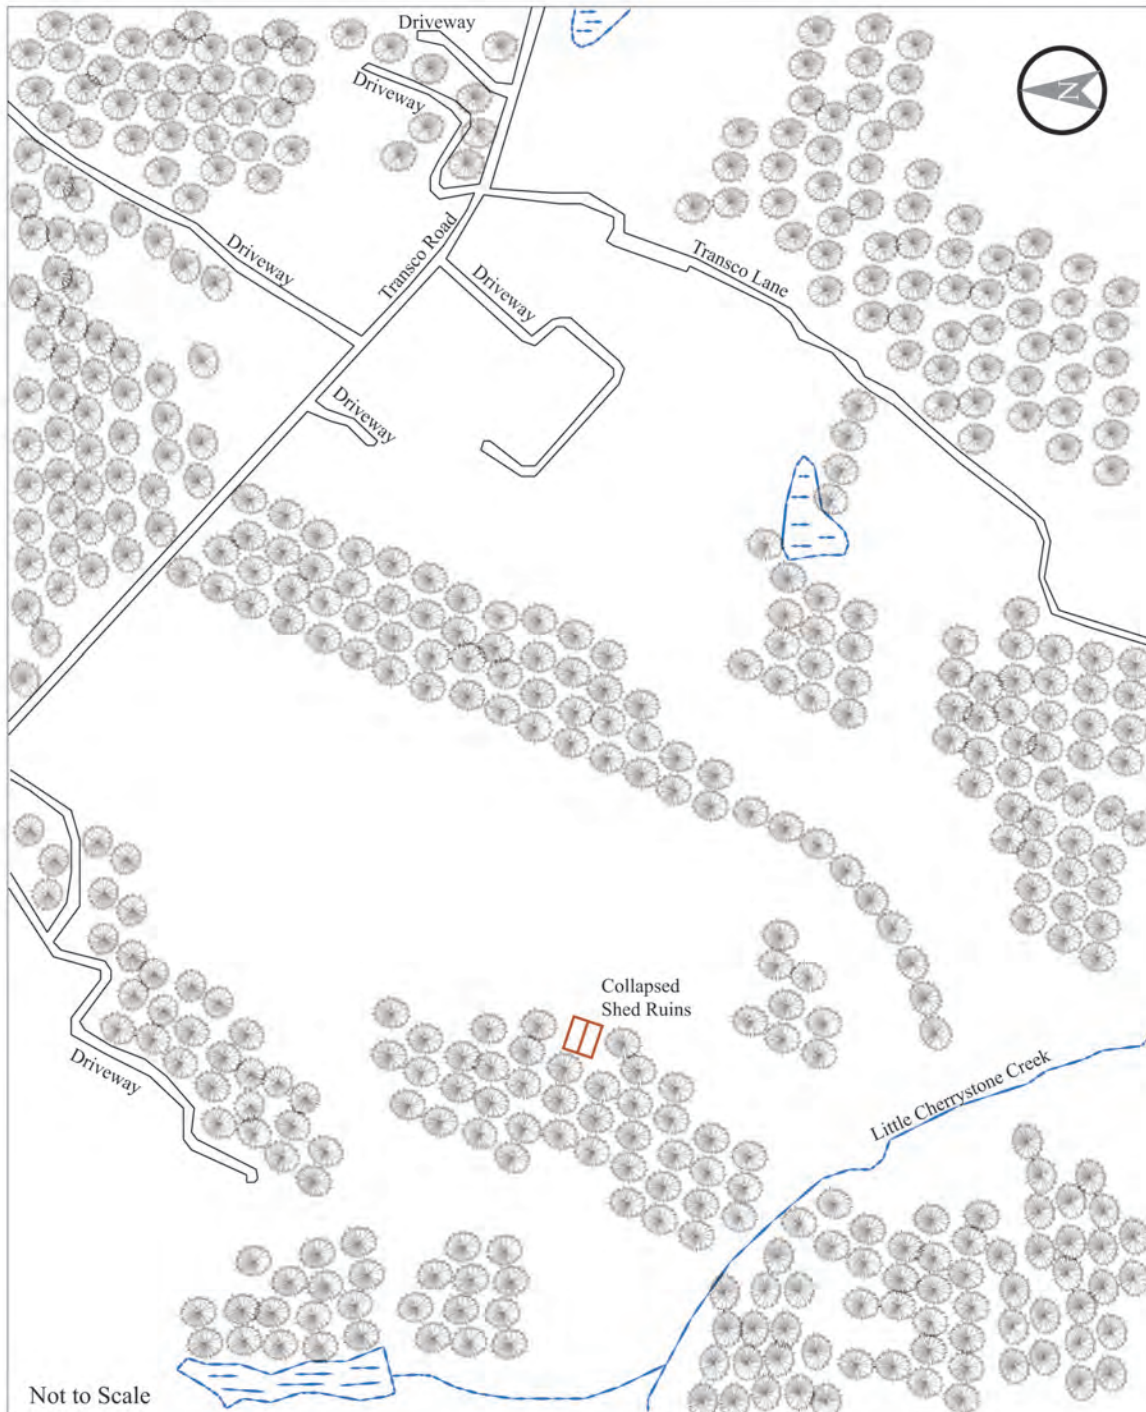 Driveway
Driveway
N
Transco Road
Driveway
Transco Lane
Driveway
Driveway
Collapsed
Shed Ruins
Driveway
Little Cherrystone Creek
Not to Scale